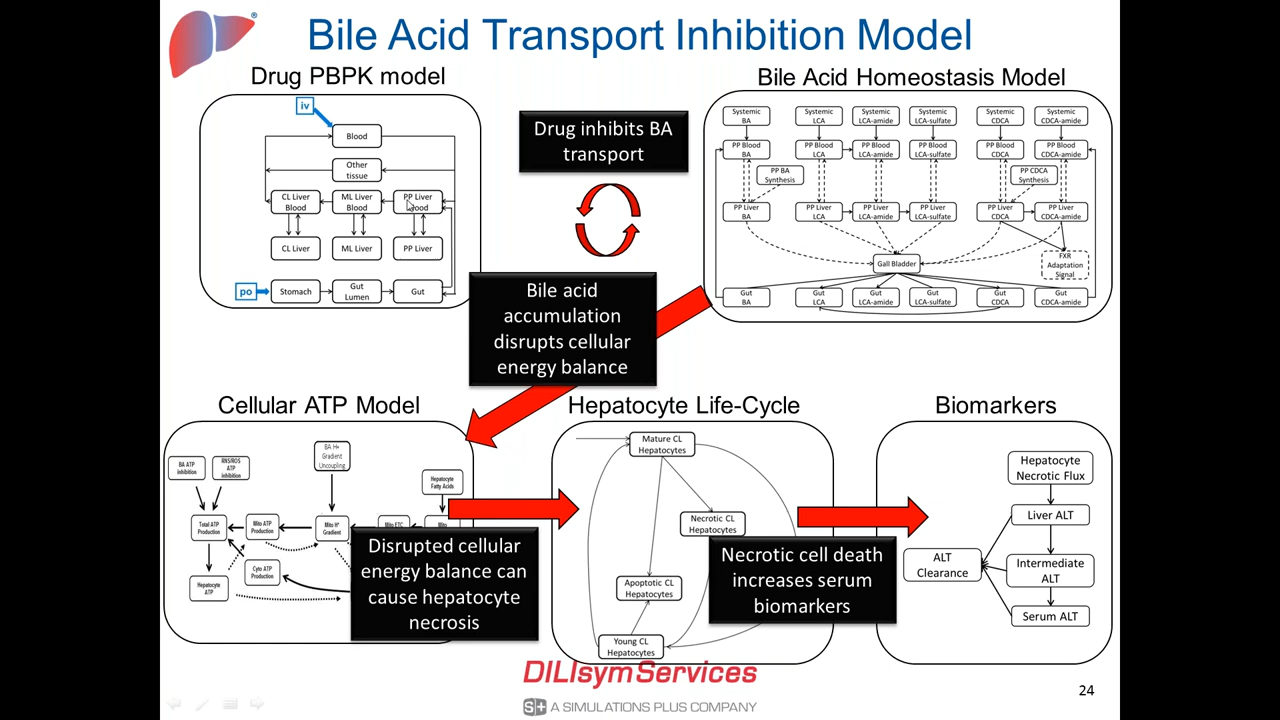 Bile Acid Transport Inhibition Model
Drug PBPK model
iv
Blood
Other
tissue
CL Liver
Blood
ML Liver
Blood
PP Liver
Blood
CL Liver
ML Liver
PP Liver
po
Stomach
Gut
Lumen
Gut
Drug inhibits BA
transport
Bile Acid Homeostasis Model
Systemic
BA
Systemic
LCA
Systemic
LCA-amide
Systemic
LCA-sulfate
Systemic
CDCA
Systemic
CDCA-amide
PP Blood
BA
PP Blood
LCA
PP Blood
LCA-amide
PP Blood
LCA-sulfate
PP Blood
CDCA
PP Blood
CDCA-amide
PP BA
Synthesis
PP CDCA
Synthesis
PP Liver
BA
PP Liver
LCA
PP Liver
LCA-amide
PP Liver
LCA-sulfate
PP Liver
CDCA
PP Liver
CDCA-amide
Gall Bladder
FXR
Adaptation
Signal
Gut
BA
Gut
LCA
Gut
LCA-amide
Gut
LCA-sulfate
Gut
CDCA
Gut
CDCA-amide
Bile acid
accumulation
disrupts cellular
energy balance
Cellular ATP Model
BA ATP
inhibition
RNS/ROS
ATP
inhibition
BA H+
Gradient
Uncoupling
Hepatocyte
Fatty Acids
Total ATP
Production
Mito ATP
Production
Mito H+
Gradient
Mito ETC
Mito
Cyto ATP
Production
Hepatocyte
ATP
Disrupted cellular
energy balance can
cause hepatocyte
necrosis
Hepatocyte Life-Cycle
Mature CL
Hepatocytes
Necrotic CL
Hepatocytes
Apoptotic CL
Hepatocytes
Young CL
Hepatocytes
Necrotic cell death
increases serum
biomarkers
Biomarkers
Hepatocyte
Necrotic Flux
Liver ALT
ALT
Clearance
Intermediate
ALT
Serum ALT
DILIsymServices
S+ A SIMULATIONS PLUS COMPANY
24